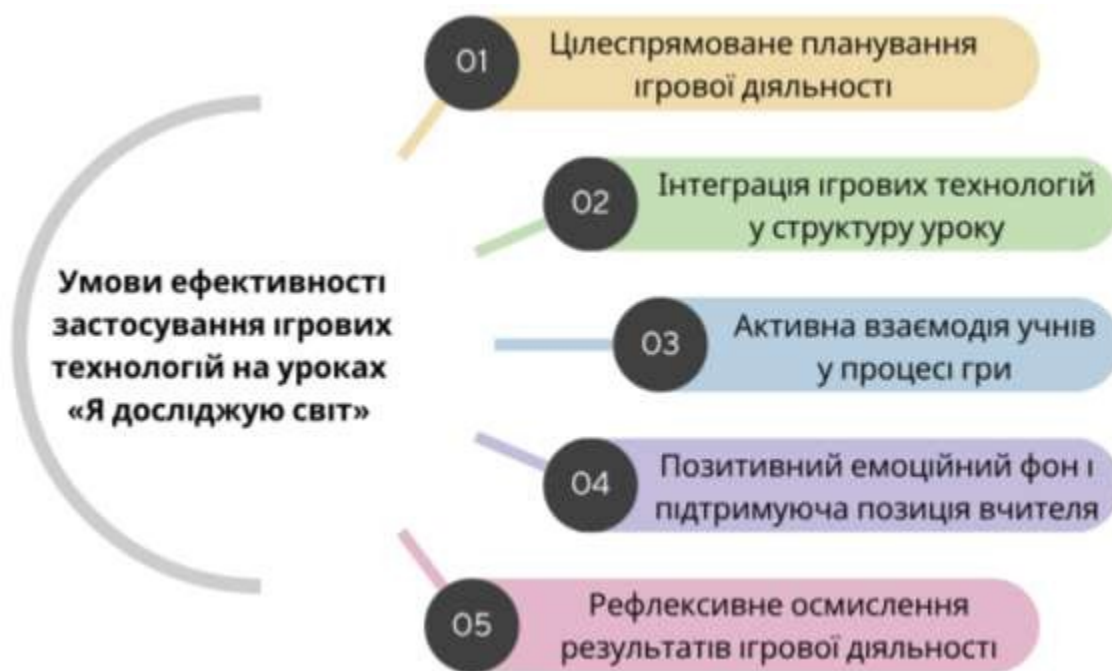 Умови ефективності
застосування ігрових
технологій на уроках
«Я досліджую світ»
01
Цілеспрямоване планування
ігрової діяльності
02
Інтеграція ігрових технологій
у структуру уроку
03
Активна взаємодія учнів
у процесі гри
04
Позитивний емоційний фон і
підтримуюча позиція вчителя
05
Рефлексивне осмислення
результатів ігрової діяльності